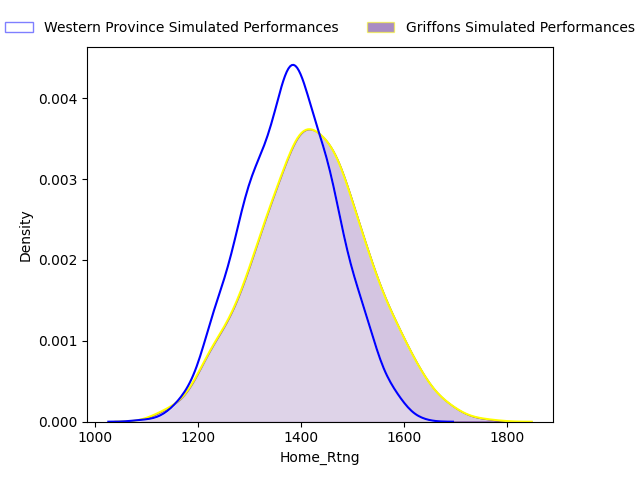 Western Province Simulated Performances Griffons Simulated Performances
0.004
0.003
0.002
0.001
0.000
Density
1000 1200 1400 1600 1800
Home_Rtng